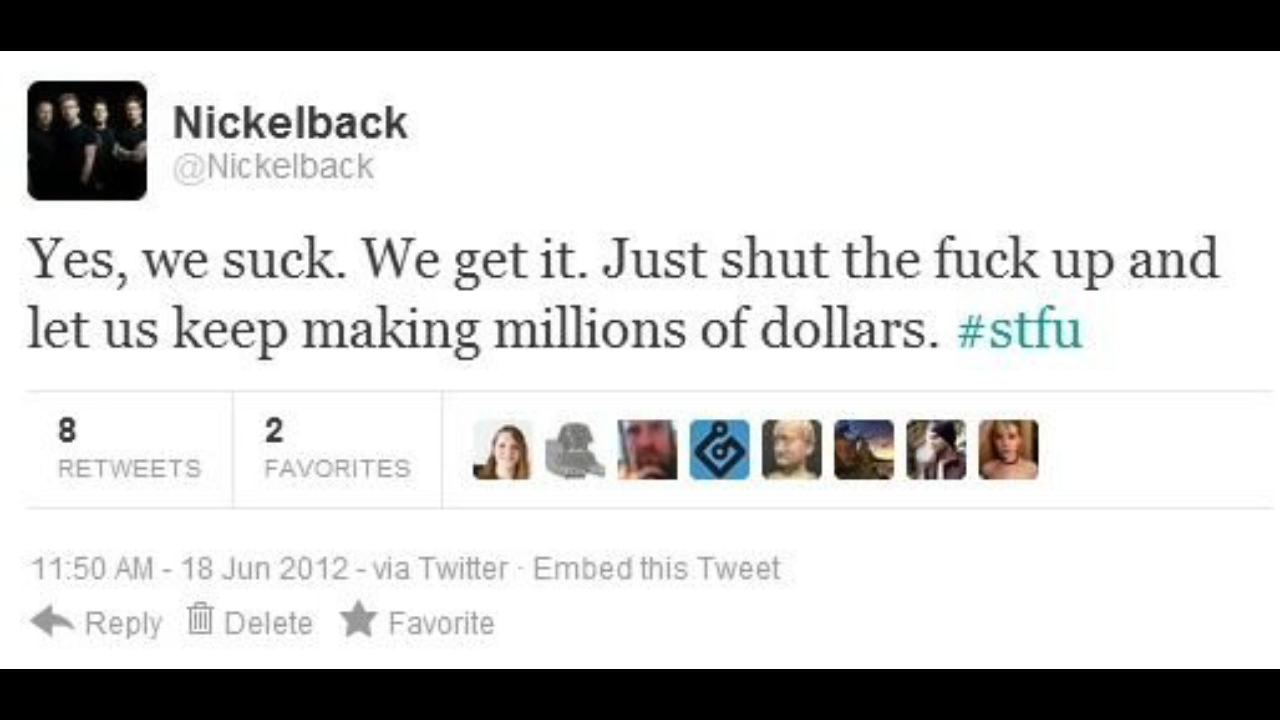 Nickelback
@Nickelback
Yes, we suck. We get it. Just shut the fuck up and
let us keep making millions of dollars. #stfu
8
RETWEETS
2
FAVORITES
11:50 AM - 18 Jun 2012 - via Twitter · Embed this Tweet
Reply Delete Favorite